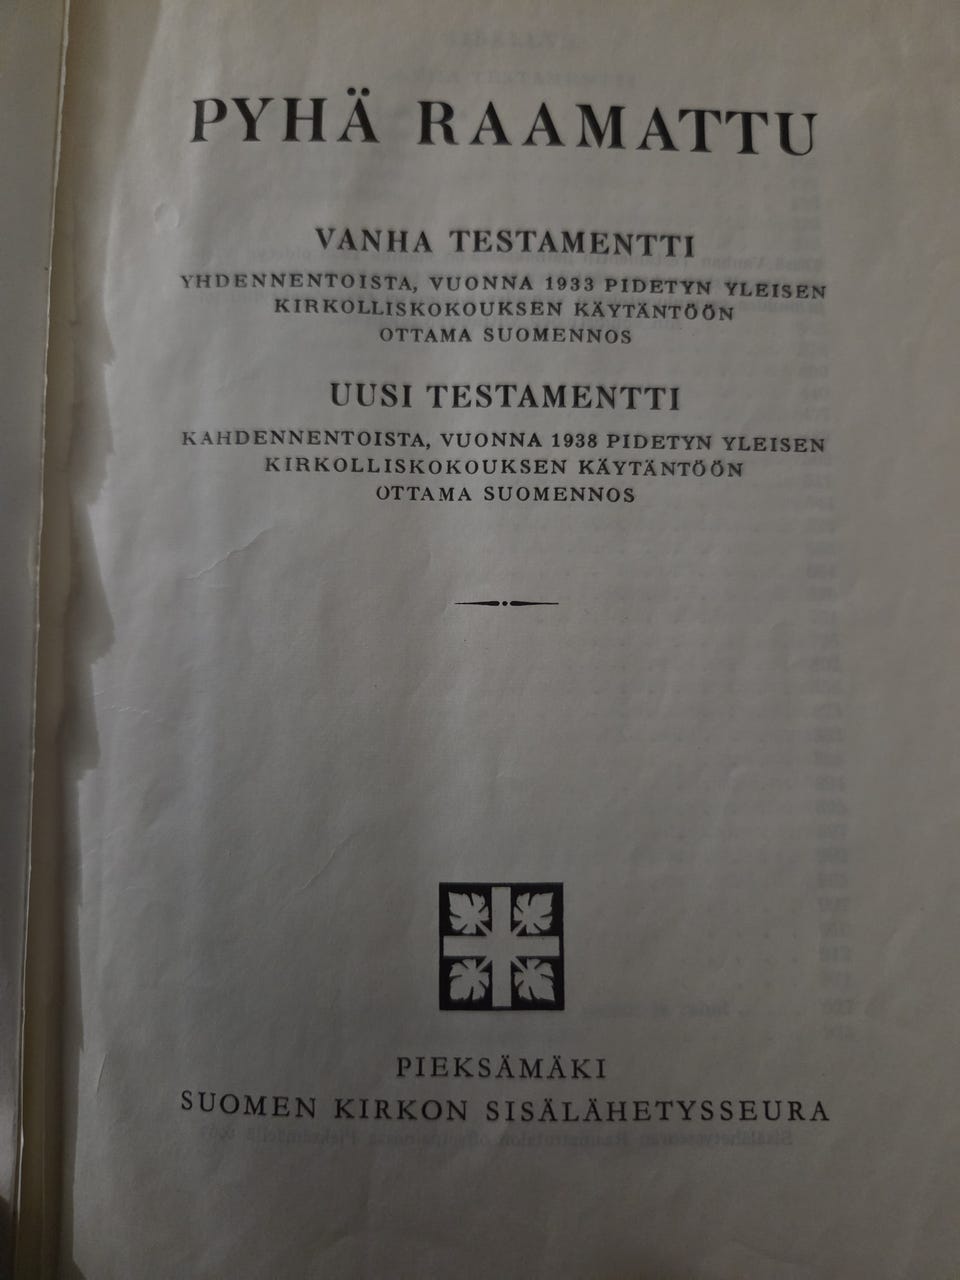 PYHÄ RAAMATTU
VANHA TESTAMENTTI
YHDENNENTOISTA, VUONNA 1933 PIDETYN YLEISEN
KIRKOLLISKOKOUKSEN KÄYTÄNTÖÖN
OTTAMA SUOMENNOS
UUSI TESTAMENTTI
KAHDENNENTOISTA, VUONNA 1938 PIDETYN YLEISEN
KIRKOLLISKOKOUKSEN KÄYTÄNTÖÖN
OTTAMA SUOMENNOS
PIEKSÄMÄKI
SUOMEN KIRKON SISÄLÄHETYSSEURA